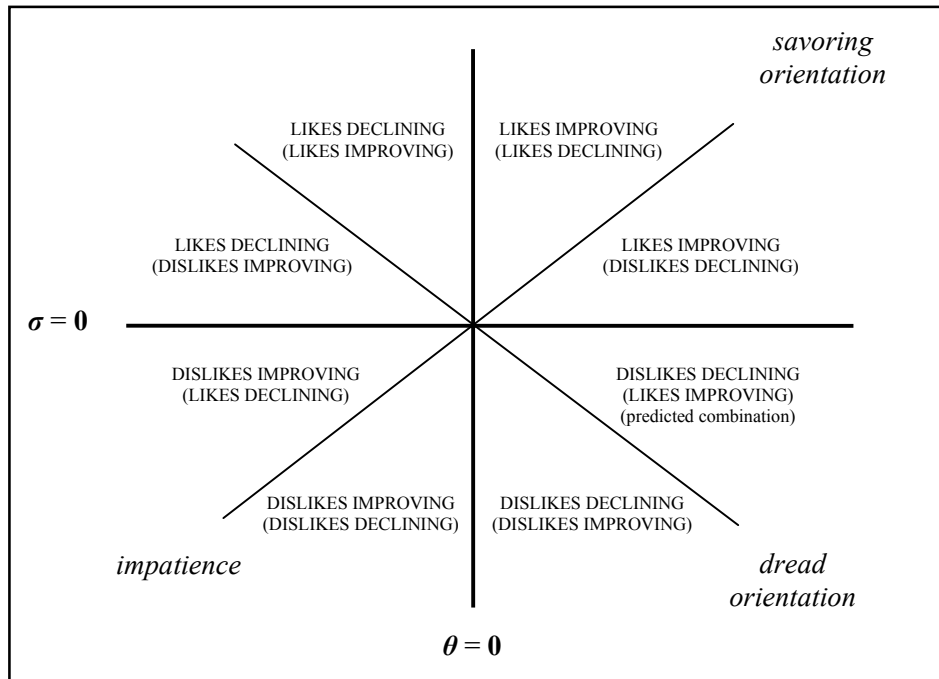 savoring
orientation
LIKES DECLINING
(LIKES IMPROVING)
LIKES IMPROVING
(LIKES DECLINING)
LIKES DECLINING
(DISLIKES IMPROVING)
LIKES IMPROVING
(DISLIKES DECLINING)
σ = 0
DISLIKES IMPROVING
(LIKES DECLINING)
DISLIKES DECLINING
(LIKES IMPROVING)
(predicted combination)
DISLIKES IMPROVING
(DISLIKES DECLINING)
DISLIKES DECLINING
(DISLIKES IMPROVING)
impatience
dread
orientation
θ = 0